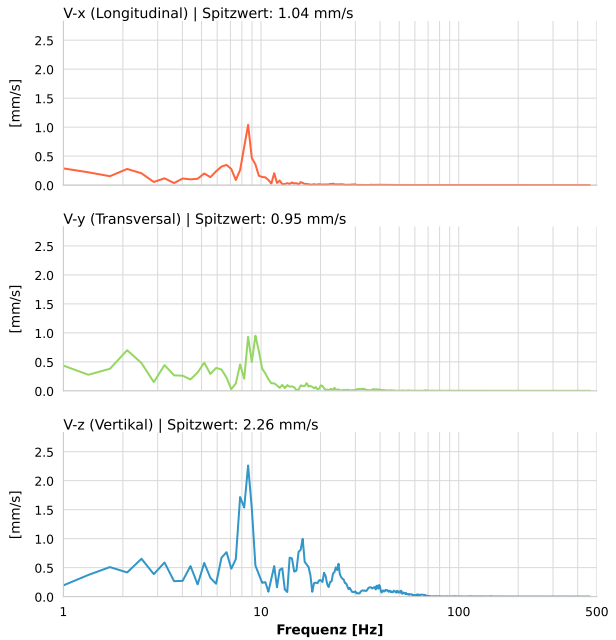 V-x (Longitudinal) | Spitzwert: 1.04 mm/s
2.5
2.0
1.5
1.0
0.5
0.0
[mm/s]
V-y (Transversal) | Spitzwert: 0.95 mm/s
2.5
2.0
1.5
1.0
0.5
0.0
[mm/s]
V-z (Vertikal) | Spitzwert: 2.26 mm/s
2.5
2.0
1.5
1.0
0.5
0.0
[mm/s]
1 10 100 500
Frequenz [Hz]